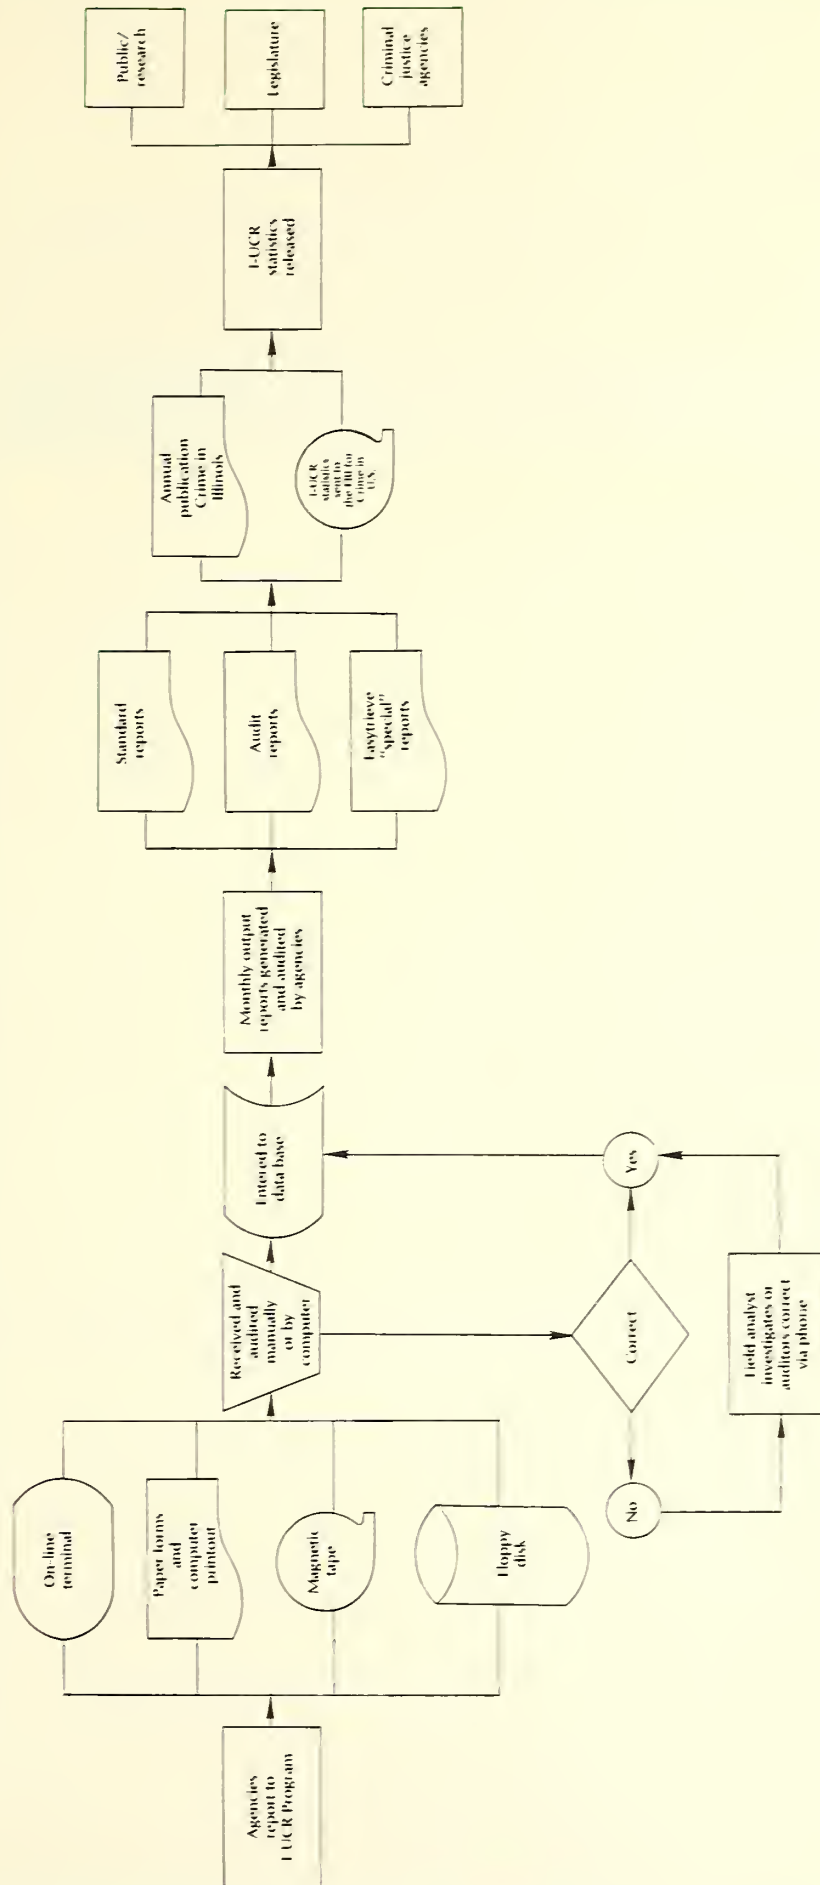 Agencies
report to
I-UCR Program
On-line
terminal
Paper forms
and
computer
printout
Magnetic
tape
Floppy
disk
Received and
audited
manually
or by
computer
Correct
No
Yes
Field analyst
investigates or
auditors correct
via phone
Entered to
data base
Monthly output
reports generated
and audited
by agencies
Standard
reports
Audit
reports
Easytrieve
"special"
reports
Annual
publication
Crime in
Illinois
I-UCR
statistics
sent to
the FBI for
Crime in
U.S.
I-UCR
statistics
released
Public/
research
Legislature
Criminal
justice
agencies